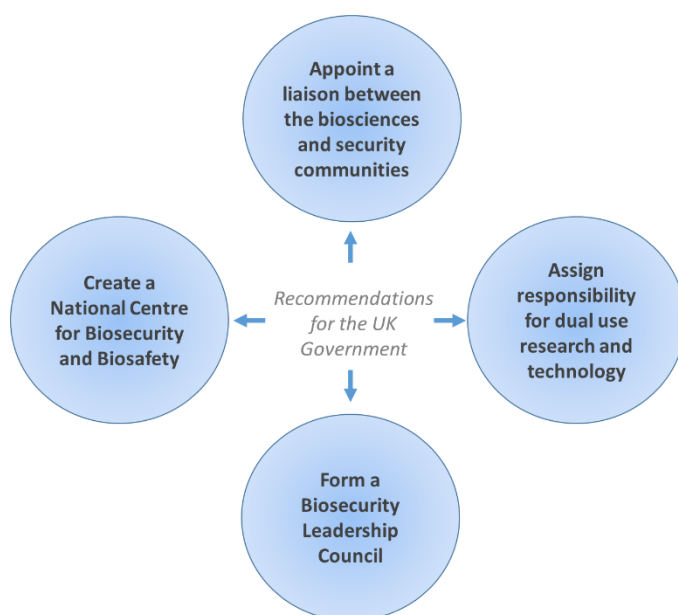 Appoint a
liaison between
the biosciences
and security
communities
Create a
National Centre
for Biosecurity
and Biosafety
Recommendations
for the UK
Government
Assign
responsibility
for dual use
research and
technology
Form a
Biosecurity
Leadership
Council